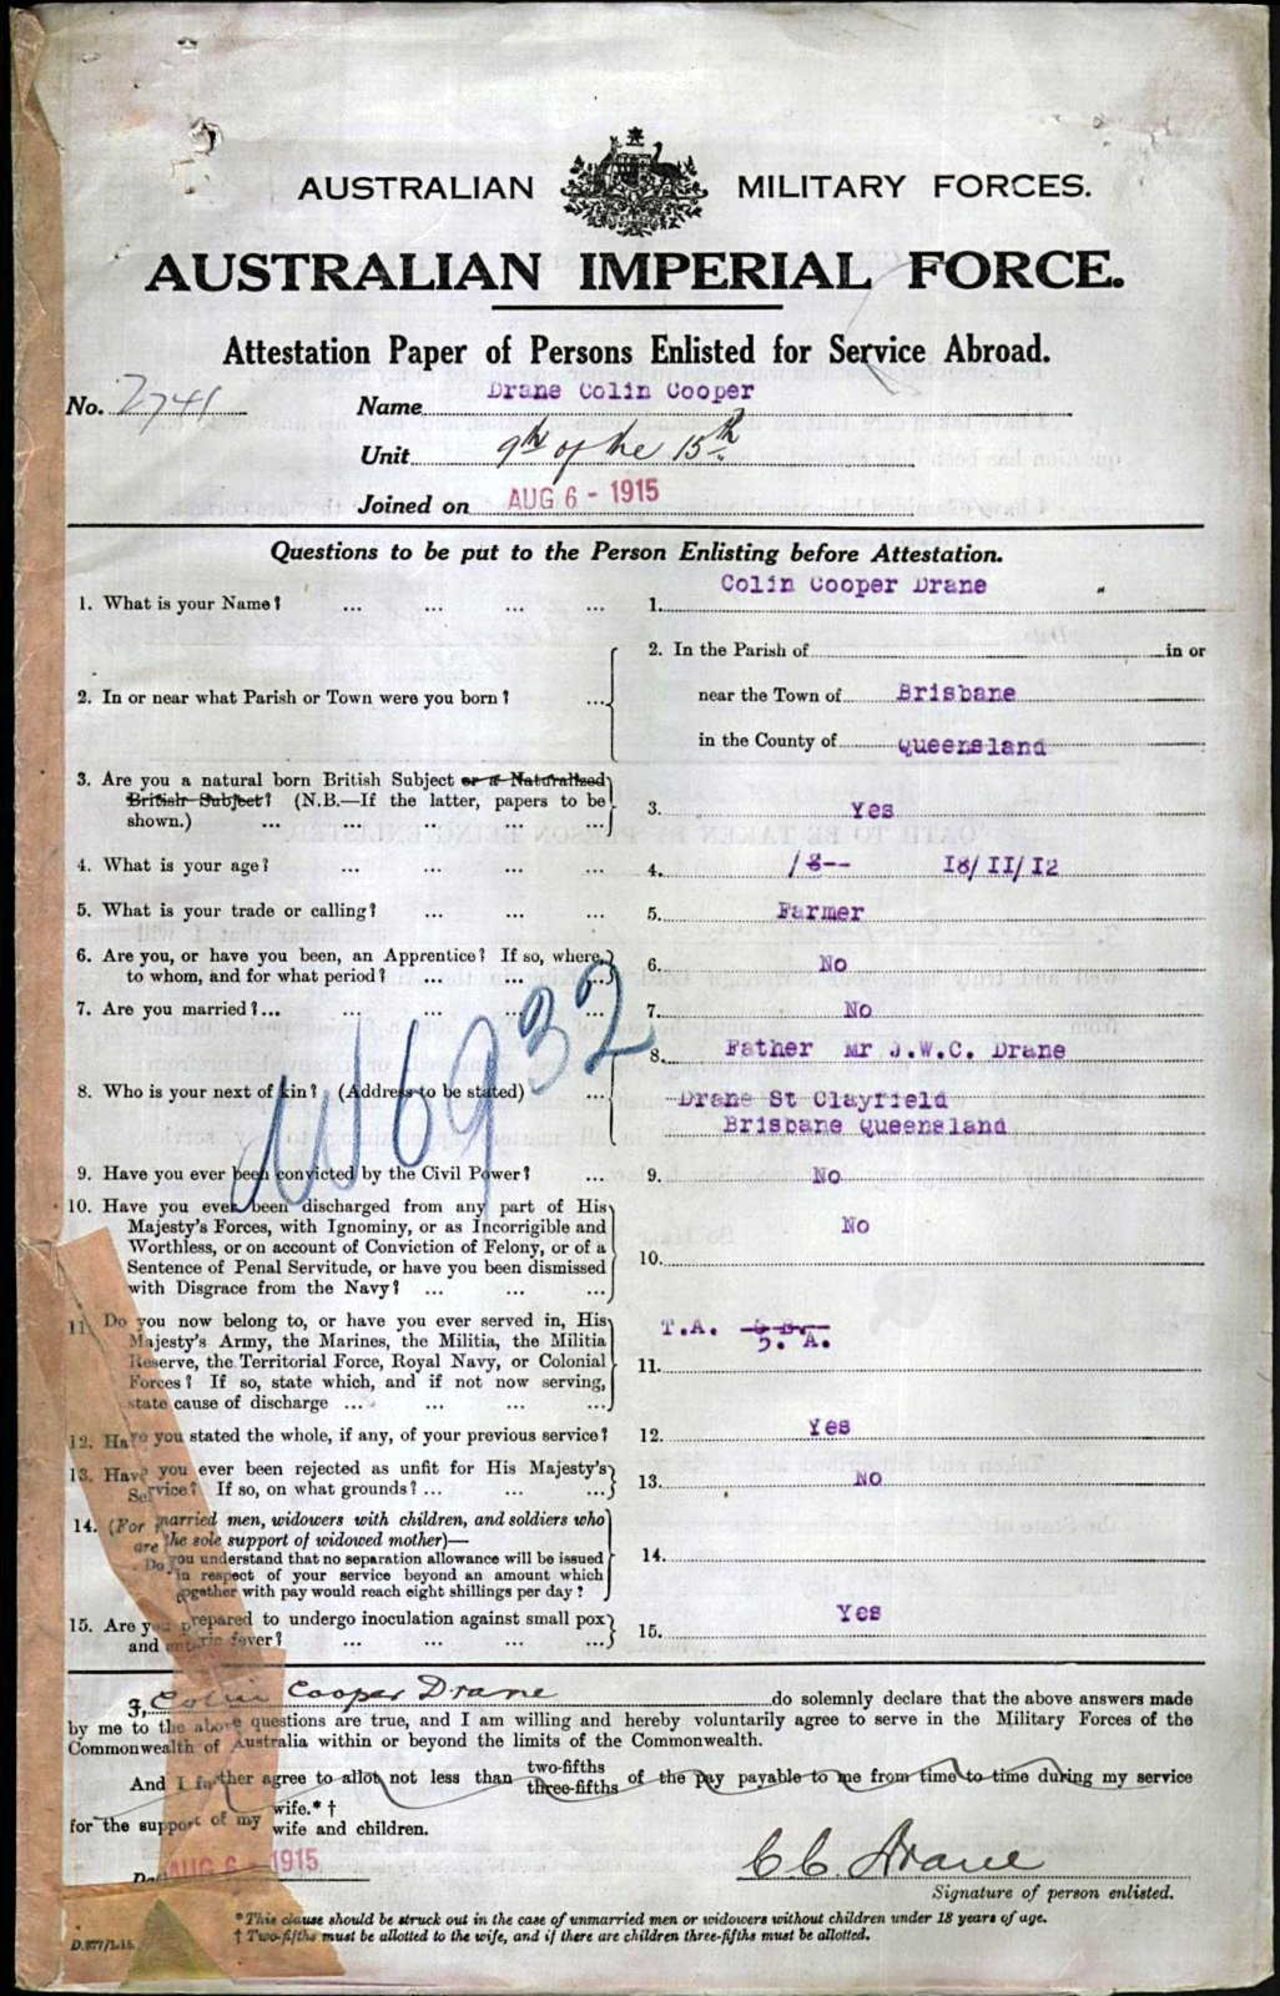 AUSTRALIAN MILITARY FORCES.
AUSTRALIAN IMPERIAL FORCE.
Attestation Paper of Persons Enlisted for Service Abroad.
No. 2741 Name Drane Colin Cooper
Unit 9th of the 15th
Joined on AUG 6 - 1915
Questions to be put to the Person Enlisting before Attestation.
1. What is your Name? ... ... ... ... 1. Colin Cooper Drane
2. In or near what Parish or Town were you born? ... 2. In the Parish of in or
near the Town of Brisbane
in the County of Queensland
3. Are you a natural born British Subject or a Naturalized
British Subject? (N.B.—If the latter, papers to be
shown.) ... ... ... ... ... 3. Yes
4. What is your age? ... ... ... ... 4. 18-- 18/II/12
5. What is your trade or calling? ... ... ... 5. Farmer
6. Are you, or have you been, an Apprentice? If so, where,
to whom, and for what period? ... ... ... 6. No
7. Are you married?... ... ... ... ... 7. No
W6932
8. Who is your next of kin? (Address to be stated) ... 8. Father Mr J.W.C. Drane
Drane St Clayfield
Brisbane Queensland
9. Have you ever been convicted by the Civil Power? ... 9. No
10. Have you ever been discharged from any part of His
Majesty's Forces, with Ignominy, or as Incorrigible and
Worthless, or on account of Conviction of Felony, or of a
Sentence of Penal Servitude, or have you been dismissed
with Disgrace from the Navy? ... ... ... 10. No
11. Do you now belong to, or have you ever served in, His
Majesty's Army, the Marines, the Militia, the Militia
Reserve, the Territorial Force, Royal Navy, or Colonial
Forces? If so, state which, and if not now serving,
state cause of discharge ... ... ... ... 11. T.A. 5. A.
12. Have you stated the whole, if any, of your previous service? 12. Yes
13. Have you ever been rejected as unfit for His Majesty's
Service? If so, on what grounds? ... ... ... 13. No
14. (For married men, widowers with children, and soldiers who
are the sole support of widowed mother)—
Do you understand that no separation allowance will be issued
in respect of your service beyond an amount which
together with pay would reach eight shillings per day? 14.
15. Are you prepared to undergo inoculation against small pox
and enteric fever? ... ... ... ... 15. Yes
I, Colin Cooper Drane do solemnly declare that the above answers made
by me to the above questions are true, and I am willing and hereby voluntarily agree to serve in the Military Forces of the
Commonwealth of Australia within or beyond the limits of the Commonwealth.
And I further agree to allot not less than two-fifths three-fifths of the pay payable to me from time to time during my service
for the support of my wife.* † wife and children.
Date AUG 6 - 1915
C C Drane
Signature of person enlisted.
* This clause should be struck out in the case of unmarried men or widowers without children under 18 years of age.
† Two-fifths must be allotted to the wife, and if there are children three-fifths must be allotted.
D.877/1.15.